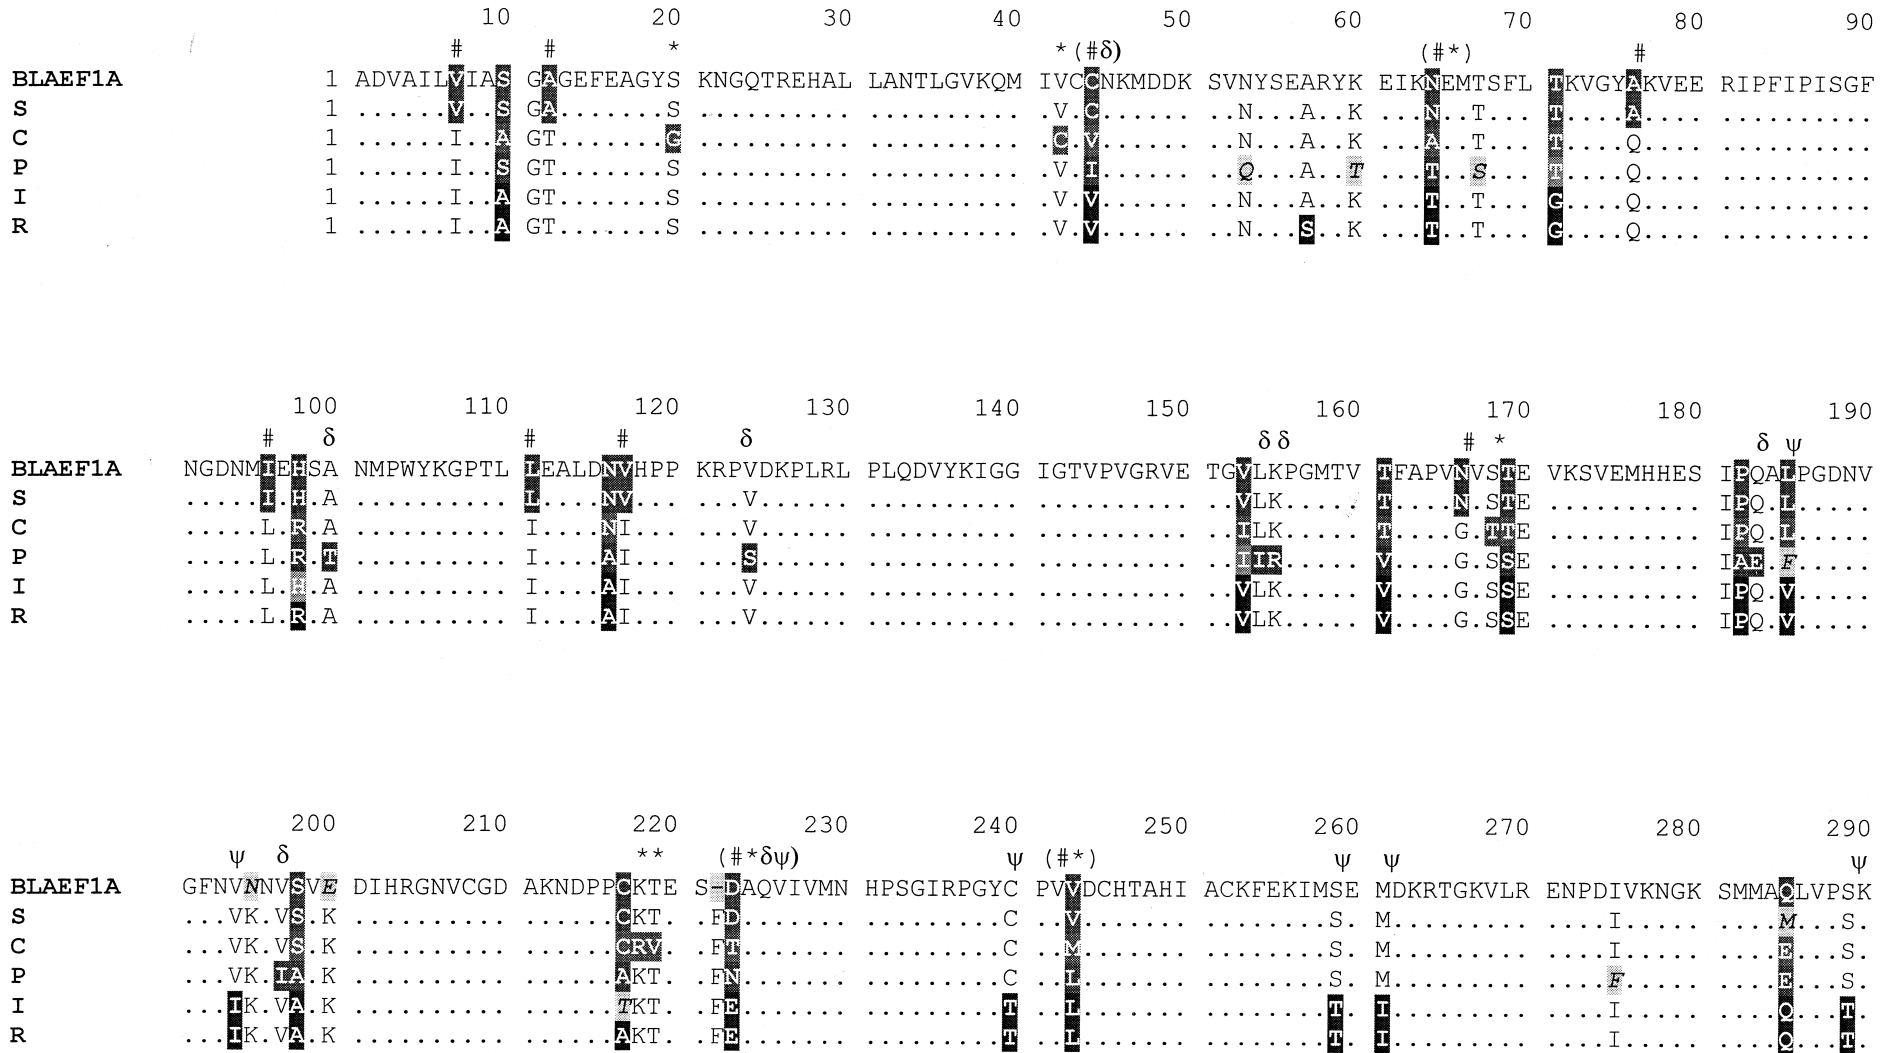 10 20 30 40 50 60 70 80 90
# # * * (#δ) (#*) #
BLAEF1A 1 ADVAILVIAS GAGEFEAGYS KNGQTREHAL LANTLGVKQM IVCCNKMDDK SVNYSEARYK EIKNEMTSFL TKVGYAKVEE RIPFIPISGF
S 1 ......V..S GA.......S .......... .......... .V.C...... ..N...A..K ...N..T... T....A.... ..........
C 1 ......I..A GT.......G .......... .......... .C.V...... ..N...A..K ...A..T... T....Q.... ..........
P 1 ......I..S GT.......S .......... .......... .V.I...... ..Q...A..T ...T..S... T....Q.... ..........
I 1 ......I..A GT.......S .......... .......... .V.V...... ..N...A..K ...T..T... G....Q.... ..........
R 1 ......I..A GT.......S .......... .......... .V.V...... ..N...S..K ...T..T... G....Q.... ..........
100 110 120 130 140 150 160 170 180 190
# δ # # δ δδ # * δ ψ
BLAEF1A NGDNMIEHSA NMPWYKGPTL LEALDNVHPP KRPVDKPLRL PLQDVYKIGG IGTVPVGRVE TGVLKPGMTV TFAPVNVSTE VKSVEMHHES IPQALPGDNV
S .....I.H.A .......... L....NV... ...V...... .......... .......... ..VLK..... T....N.STE .......... IPQ.L.....
C .....L.R.A .......... I....NI... ...V...... .......... .......... ..ILK..... T....G.TTE .......... IPQ.L.....
P .....L.R.T .......... I....AI... ...S...... .......... .......... ..IIR..... V....G.SSE .......... IAE.F.....
I .....L.H.A .......... I....AI... ...V...... .......... .......... ..VLK..... V....G.SSE .......... IPQ.V.....
R .....L.R.A .......... I....AI... ...V...... .......... .......... ..VLK..... V....G.SSE .......... IPQ.V.....
200 210 220 230 240 250 260 270 280 290
ψ δ ** (#*δψ) ψ (#*) ψ ψ ψ
BLAEF1A GFNVNNVSVE DIHRGNVCGD AKNDPPCKTE S-DAQVIVMN HPSGIRPGYC PVVDCHTAHI ACKFEKIMSE MDKRTGKVLR ENPDIVKNGK SMMAQLVPSK
S ...VK.VS.K .......... ......CKT. .FD....... .........C ..V....... ........S. M......... ....I..... ....M...S.
C ...VK.VS.K .......... ......CRV. .FT....... .........C ..M....... ........S. M......... ....I..... ....E...S.
P ...VK.IA.K .......... ......AKT. .FN....... .........C ..L....... ........S. M......... ....F..... ....E...S.
I ...IK.VA.K .......... ......TKT. .FE....... .........T ..L....... ........T. I......... ....I..... ....Q...T.
R ...IK.VA.K .......... ......AKT. .FE....... .........T ..L....... ........T. I......... ....I..... ....Q...T.